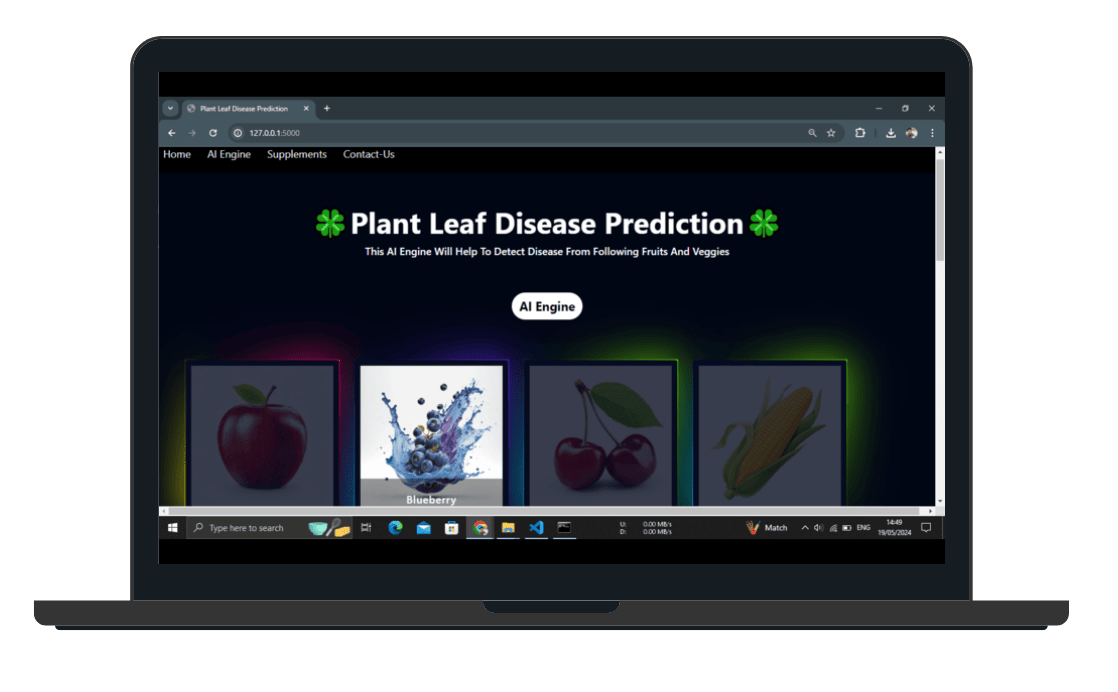 Plant Leaf Disease Prediction
127.0.0.1:5000
Home AI Engine Supplements Contact-Us
Plant Leaf Disease Prediction
This AI Engine Will Help To Detect Disease From Following Fruits And Veggies
AI Engine
Blueberry
Type here to search
U: 0.00 MB/s
D: 0.00 MB/s
Match
ENG
14:49
19/05/2024